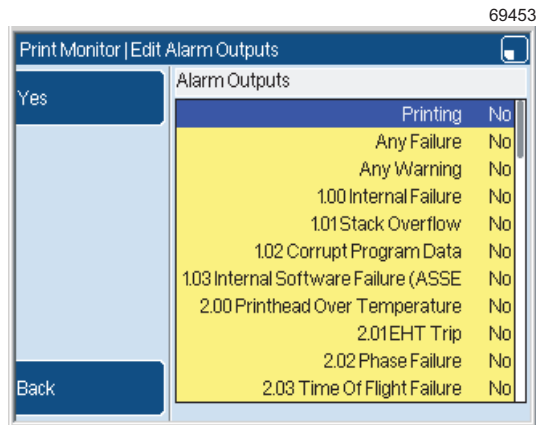 69453
Print Monitor | Edit Alarm Outputs
Yes
Alarm Outputs
Printing No
Any Failure No
Any Warning No
1.00 Internal Failure No
1.01 Stack Overflow No
1.02 Corrupt Program Data No
1.03 Internal Software Failure (ASSE No
2.00 Printhead Over Temperature No
2.01 EHT Trip No
2.02 Phase Failure No
2.03 Time Of Flight Failure No
Back